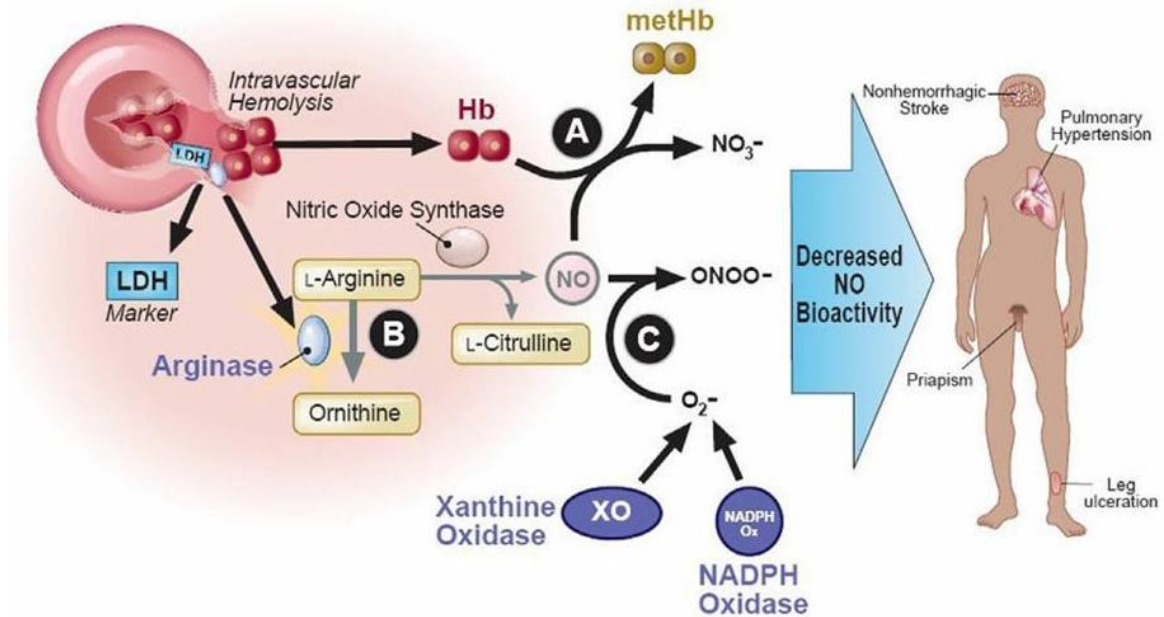 metHb
Intravascular
Hemolysis
Hb
A
NO₃-
LDH
Nitric Oxide Synthase
LDH
Marker
L-Arginine
NO
ONOO-
B
L-Citrulline
C
Arginase
Ornithine
O₂-
Xanthine
Oxidase
XO
NADPH
Ox
NADPH
Oxidase
Decreased
NO
Bioactivity
Nonhemorrhagic
Stroke
Pulmonary
Hypertension
Priapism
Leg
ulceration